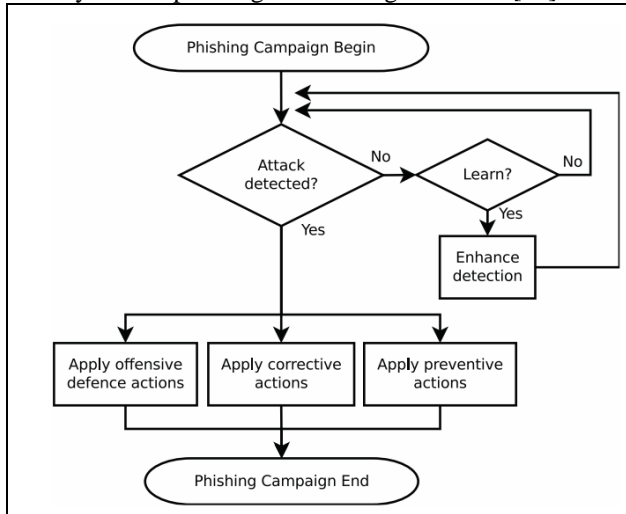 Phishing Campaign Begin
Attack
detected?
No
Learn?
No
Yes
Yes
Enhance
detection
Apply offensive
defence actions
Apply corrective
actions
Apply preventive
actions
Phishing Campaign End